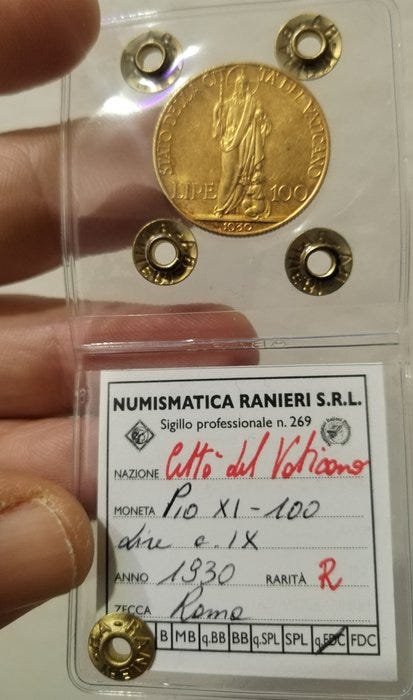 STATO DELLA CITTA DEL VATICANO
LIRE 100
1930
NUMISMATICA RANIERI S.R.L.
Sigillo professionale n. 269
NAZIONE Città del Vaticano
MONETA Pio XI - 100
Lire a. IX
ANNO 1930 RARITÀ R
ZECCA Roma
B MB q.BB BB q.SPL SPL q.FDC FDC